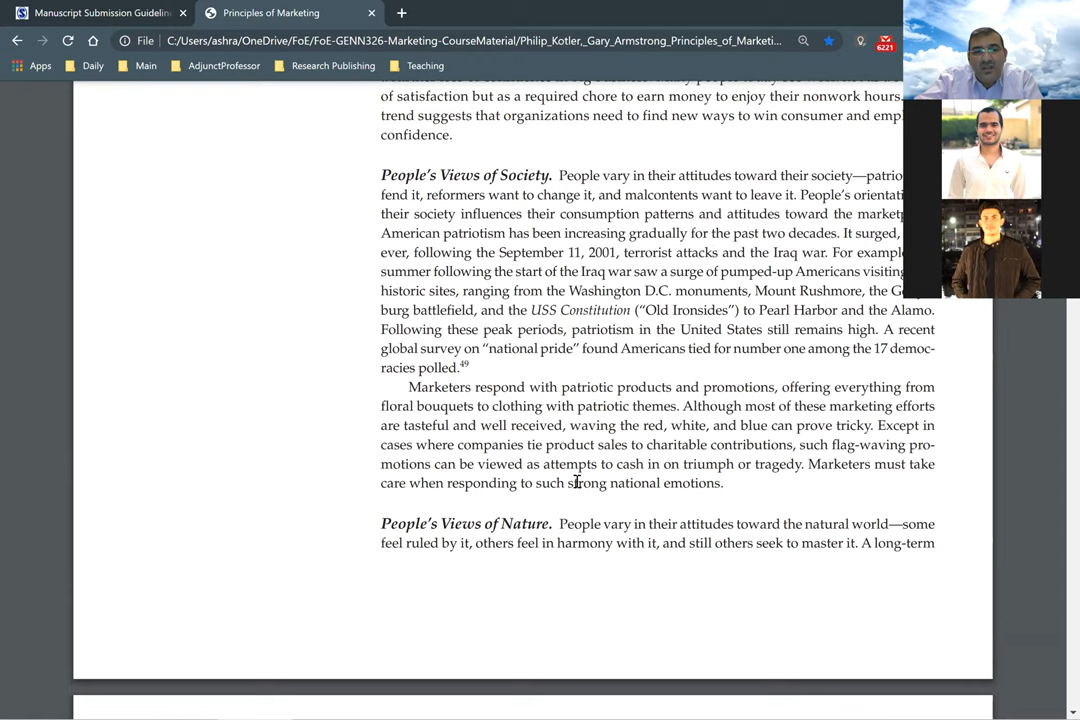 Manuscript Submission Guidelin
Principles of Marketing
File
C:/Users/ashra/OneDrive/FoE/FoE-GENN326-Marketing-CourseMaterial/Philip_Kotler,_Gary_Armstrong_Principles_of_Marketi...
6221
Apps
Daily
Main
AdjunctProfessor
Research Publishing
Teaching
of satisfaction but as a required chore to earn money to enjoy their nonwork hours.
trend suggests that organizations need to find new ways to win consumer and emp
confidence.
People's Views of Society. People vary in their attitudes toward their society—patrio
fend it, reformers want to change it, and malcontents want to leave it. People's orientati
their society influences their consumption patterns and attitudes toward the marketp
American patriotism has been increasing gradually for the past two decades. It surged,
ever, following the September 11, 2001, terrorist attacks and the Iraq war. For example
summer following the start of the Iraq war saw a surge of pumped-up Americans visiting
historic sites, ranging from the Washington D.C. monuments, Mount Rushmore, the Ge
burg battlefield, and the USS Constitution (“Old Ironsides”) to Pearl Harbor and the Alamo.
Following these peak periods, patriotism in the United States still remains high. A recent
global survey on “national pride” found Americans tied for number one among the 17 democ-
racies polled.49
Marketers respond with patriotic products and promotions, offering everything from
floral bouquets to clothing with patriotic themes. Although most of these marketing efforts
are tasteful and well received, waving the red, white, and blue can prove tricky. Except in
cases where companies tie product sales to charitable contributions, such flag-waving pro-
motions can be viewed as attempts to cash in on triumph or tragedy. Marketers must take
care when responding to such strong national emotions.
People's Views of Nature. People vary in their attitudes toward the natural world—some
feel ruled by it, others feel in harmony with it, and still others seek to master it. A long-term